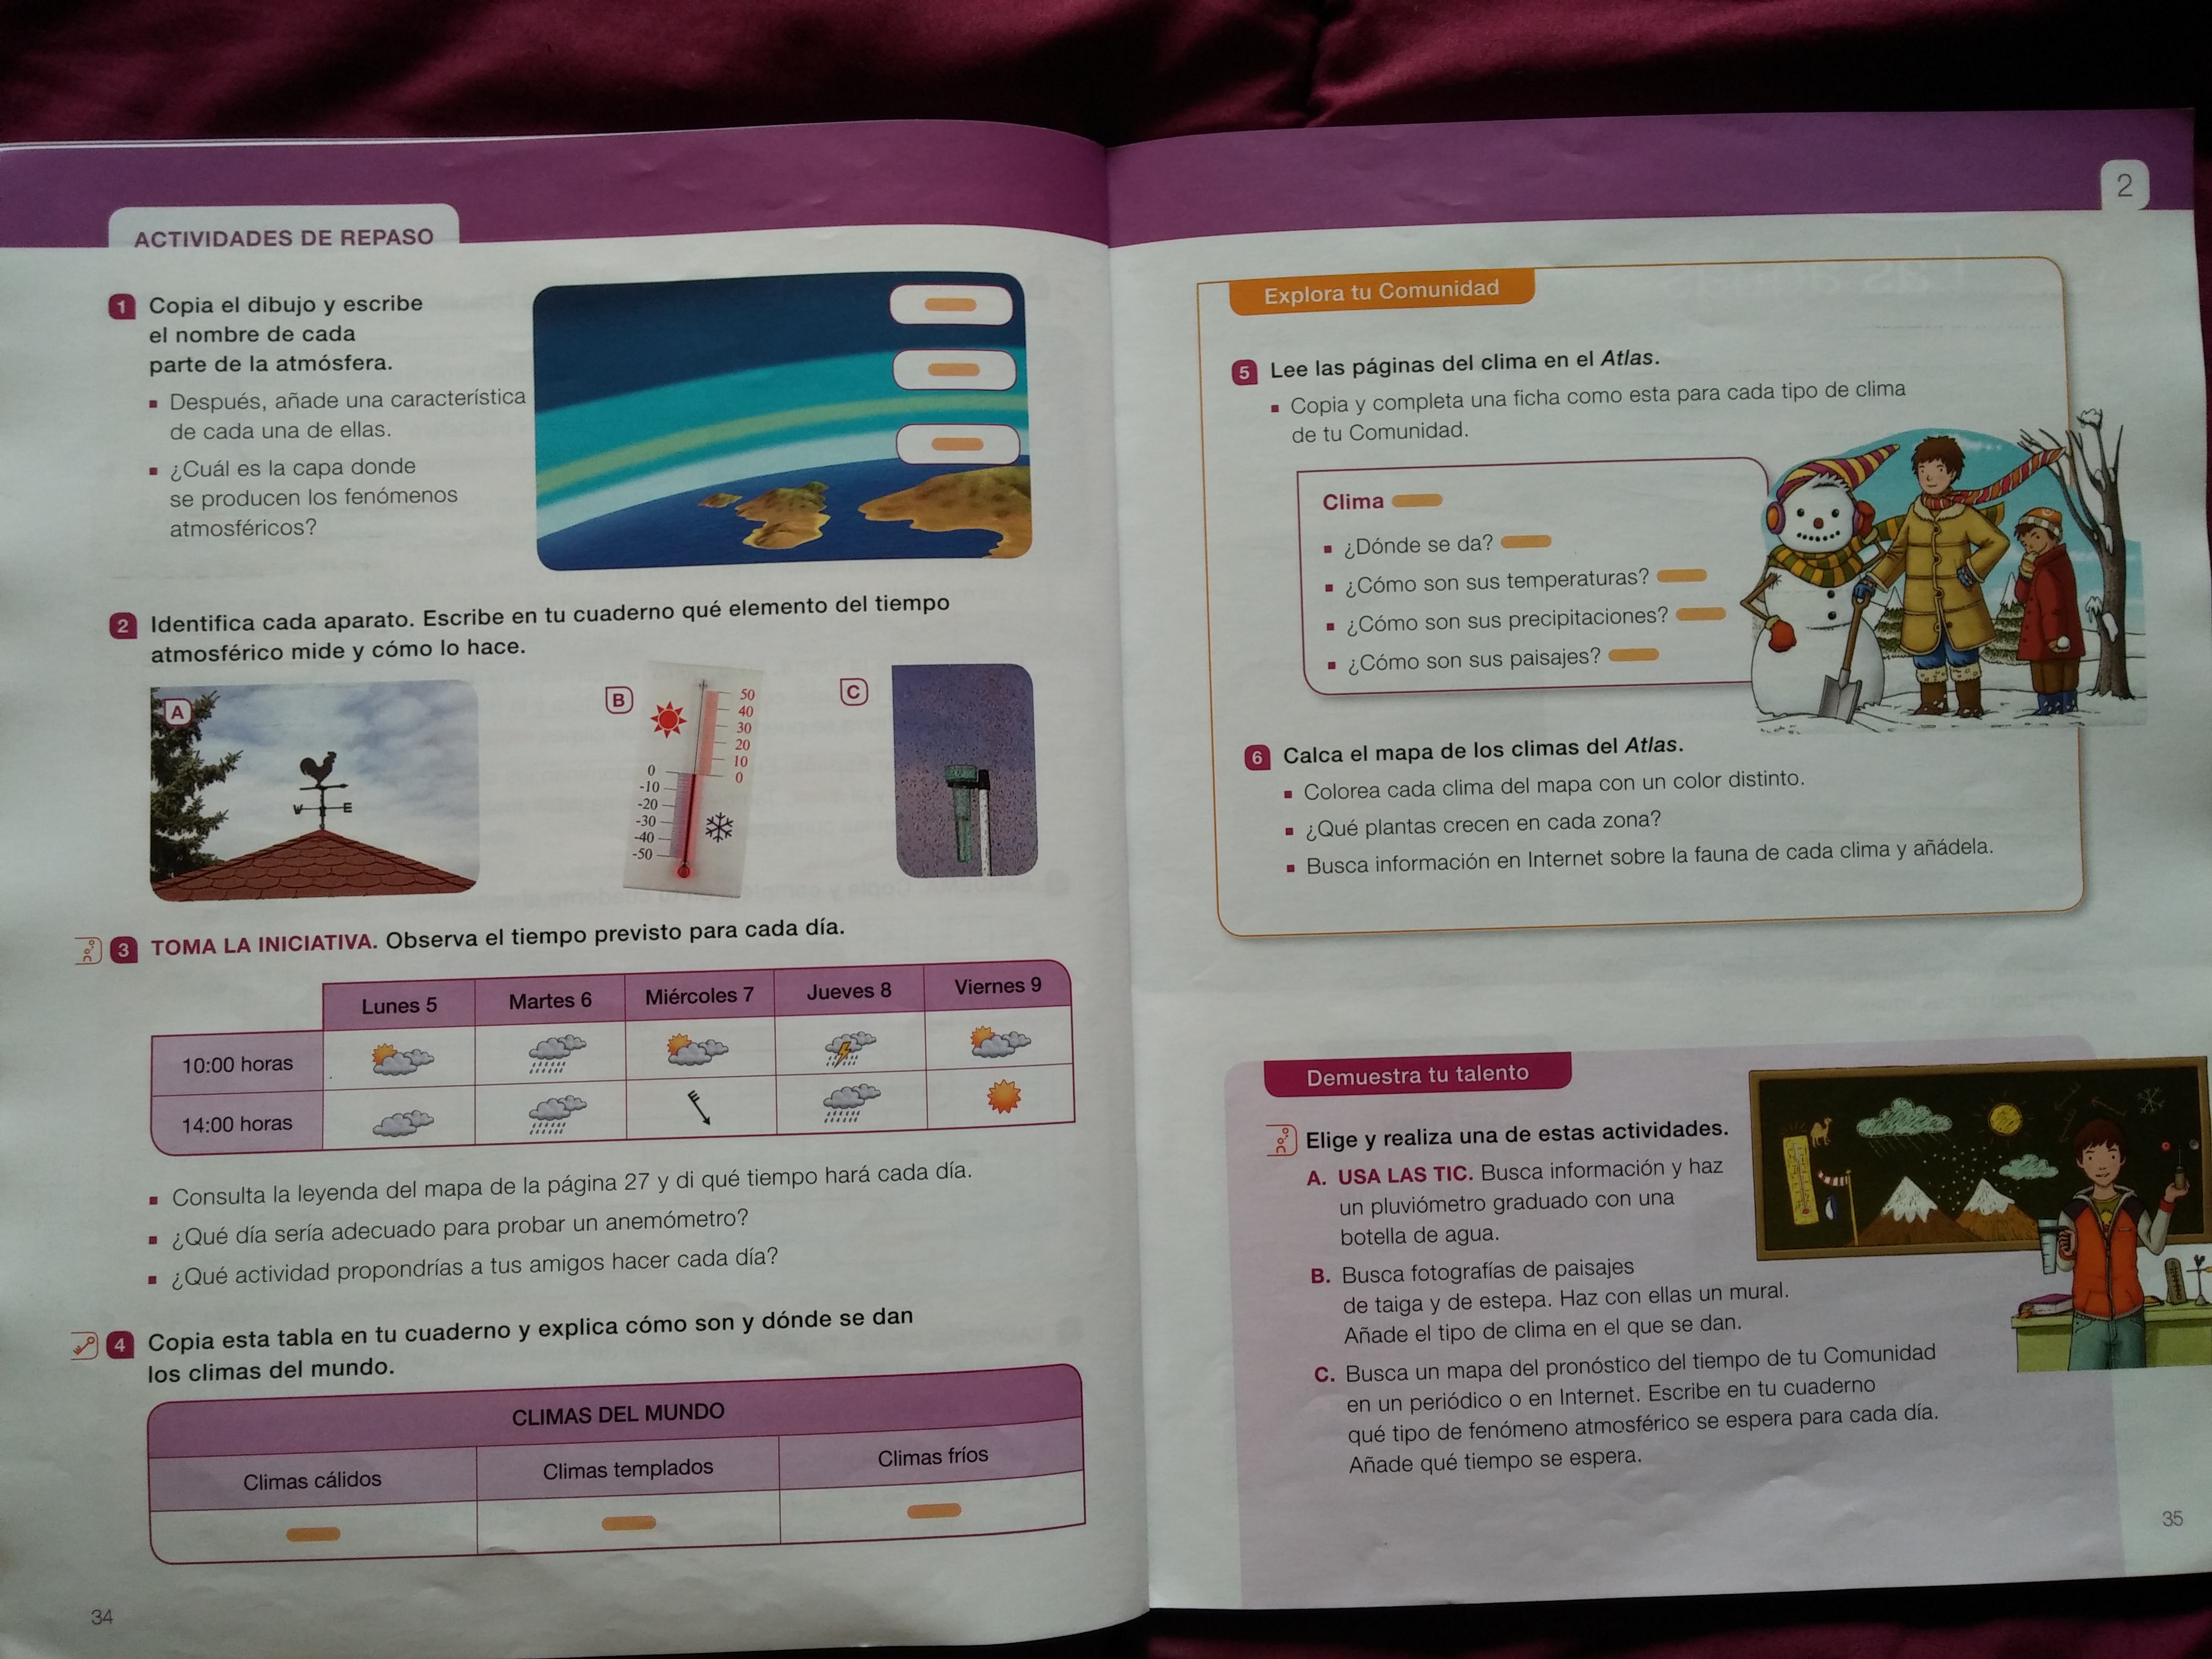 ACTIVIDADES DE REPASO
1 Copia el dibujo y escribe
el nombre de cada
parte de la atmósfera.
Después, añade una característica
de cada una de ellas.
¿Cuál es la capa donde
se producen los fenómenos
atmosféricos?
2 Identifica cada aparato. Escribe en tu cuaderno qué elemento del tiempo
atmosférico mide y cómo lo hace.
A
W E
B
50
40
30
20
10
0
0
-10
-20
-30
-40
-50
C
3 TOMA LA INICIATIVA. Observa el tiempo previsto para cada día.
Lunes 5 Martes 6 Miércoles 7 Jueves 8 Viernes 9
10:00 horas
14:00 horas
Consulta la leyenda del mapa de la página 27 y di qué tiempo hará cada día.
¿Qué día sería adecuado para probar un anemómetro?
¿Qué actividad propondrías a tus amigos hacer cada día?
4 Copia esta tabla en tu cuaderno y explica cómo son y dónde se dan
los climas del mundo.
CLIMAS DEL MUNDO
Climas cálidos Climas templados Climas fríos
34
2
Explora tu Comunidad
5 Lee las páginas del clima en el Atlas.
Copia y completa una ficha como esta para cada tipo de clima
de tu Comunidad.
Clima
¿Dónde se da?
¿Cómo son sus temperaturas?
¿Cómo son sus precipitaciones?
¿Cómo son sus paisajes?
6 Calca el mapa de los climas del Atlas.
Colorea cada clima del mapa con un color distinto.
¿Qué plantas crecen en cada zona?
Busca información en Internet sobre la fauna de cada clima y añádela.
Demuestra tu talento
Elige y realiza una de estas actividades.
A. USA LAS TIC. Busca información y haz
un pluviómetro graduado con una
botella de agua.
B. Busca fotografías de paisajes
de taiga y de estepa. Haz con ellas un mural.
Añade el tipo de clima en el que se dan.
C. Busca un mapa del pronóstico del tiempo de tu Comunidad
en un periódico o en Internet. Escribe en tu cuaderno
qué tipo de fenómeno atmosférico se espera para cada día.
Añade qué tiempo se espera.
35